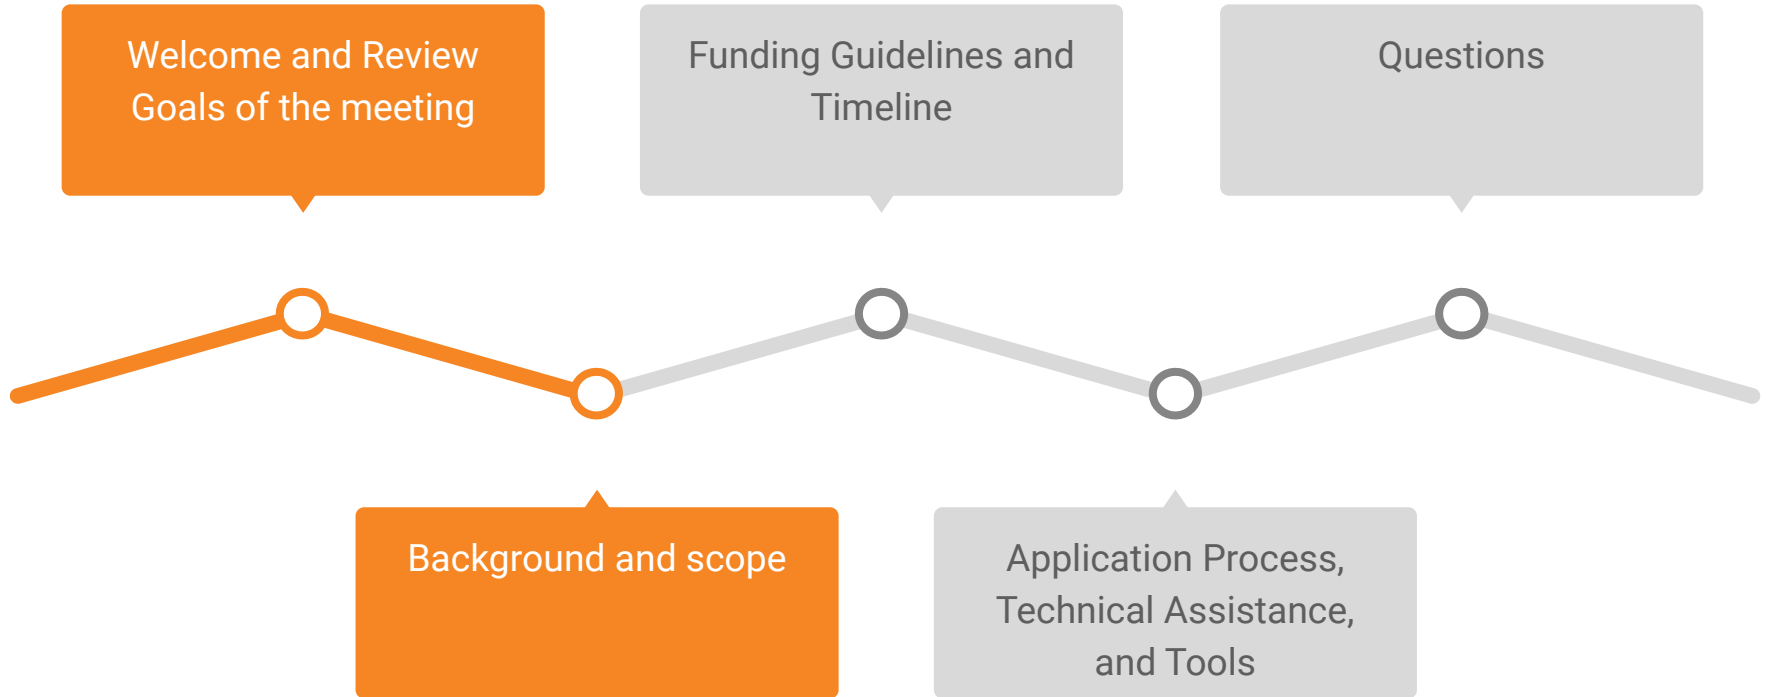 Welcome and Review
Goals of the meeting
Background and scope
Funding Guidelines and
Timeline
Application Process,
Technical Assistance,
and Tools
Questions